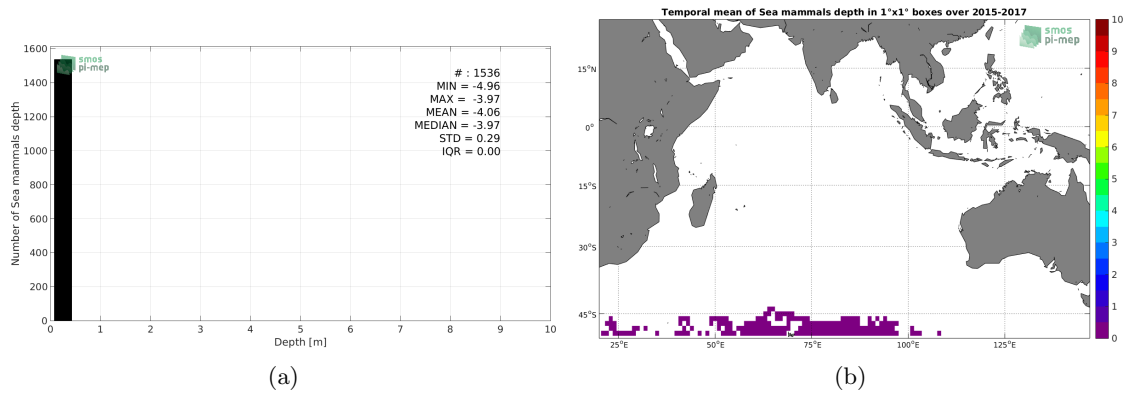 Temporal mean of Sea mammals depth in 1°x1° boxes over 2015-2017
smos
pi-mep
# : 1536
MIN = -4.96
MAX = -3.97
MEAN = -4.06
MEDIAN = -3.97
STD = 0.29
IQR = 0.00
Number of Sea mammals depth
1600
1400
1200
1000
800
600
400
200
0
0 1 2 3 4 5 6 7 8 9 10
Depth [m]
(a)
smos
pi-mep
15°N
0°
15°S
30°S
45°S
25°E 50°E 75°E 100°E 125°E
10
9
8
7
6
5
4
3
2
1
0
(b)